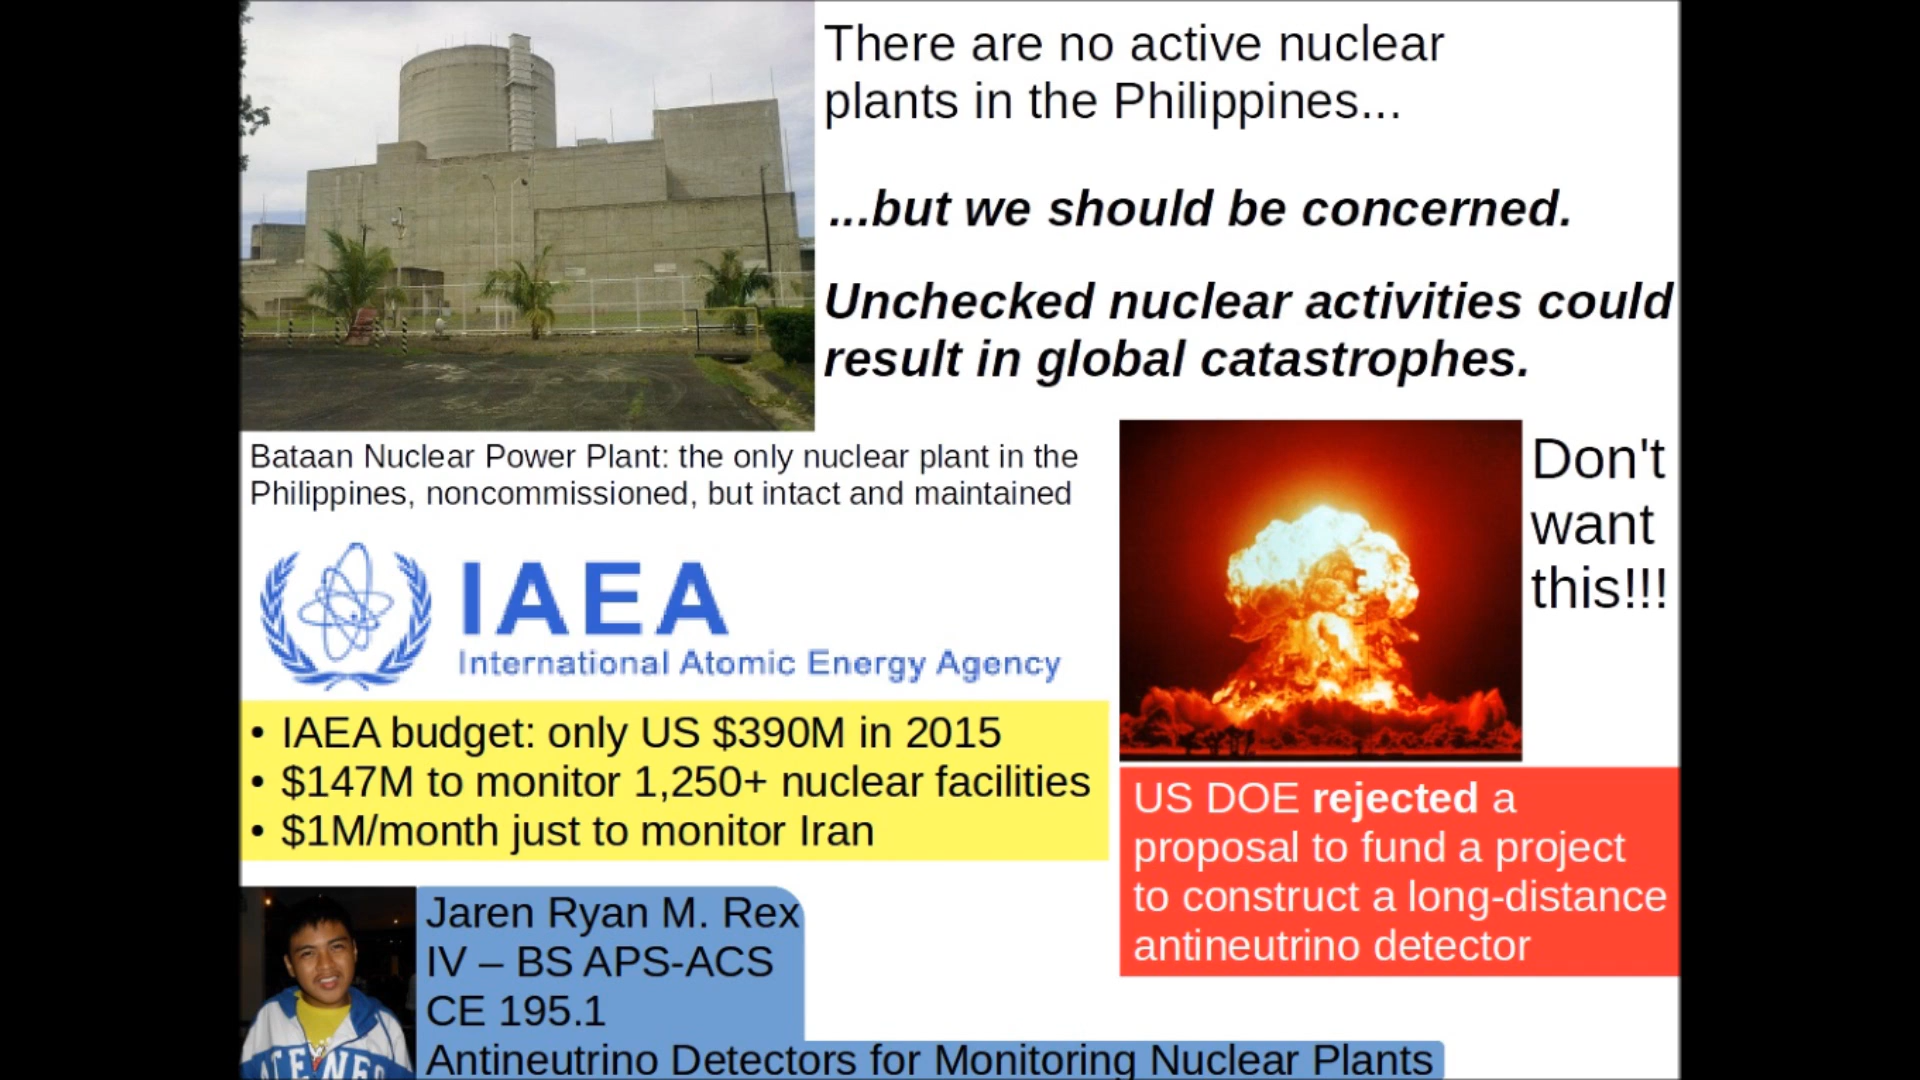 There are no active nuclear
plants in the Philippines...
...but we should be concerned.
Unchecked nuclear activities could
result in global catastrophes.
Bataan Nuclear Power Plant: the only nuclear plant in the
Philippines, noncommissioned, but intact and maintained
Don't
want
this!!!
IAEA
International Atomic Energy Agency
• IAEA budget: only US $390M in 2015
• $147M to monitor 1,250+ nuclear facilities
• $1M/month just to monitor Iran
US DOE rejected a
proposal to fund a project
to construct a long-distance
antineutrino detector
Jaren Ryan M. Rex
IV – BS APS-ACS
CE 195.1
Antineutrino Detectors for Monitoring Nuclear Plants